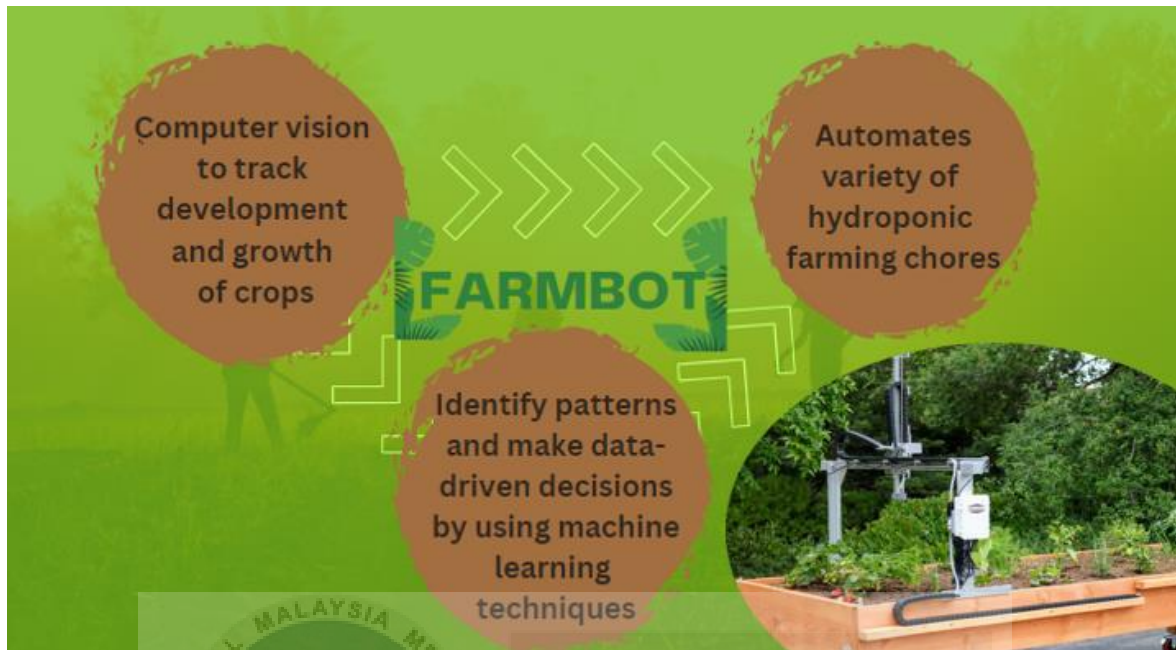 Computer vision
to track
development
and growth
of crops
Automates
variety of
hydroponic
farming chores
FARMBOT
Identify patterns
and make data-
driven decisions
by using machine
learning
techniques
MALAYSIA